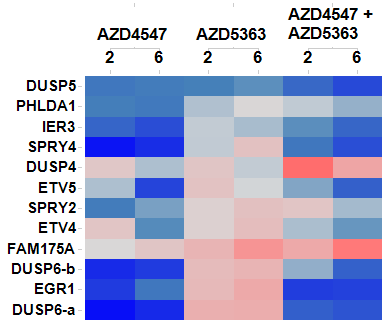 AZD4547 AZD5363 AZD4547 + AZD5363
2 6 2 6 2 6
DUSP5
PHLDA1
IER3
SPRY4
DUSP4
ETV5
SPRY2
ETV4
FAM175A
DUSP6-b
EGR1
DUSP6-a